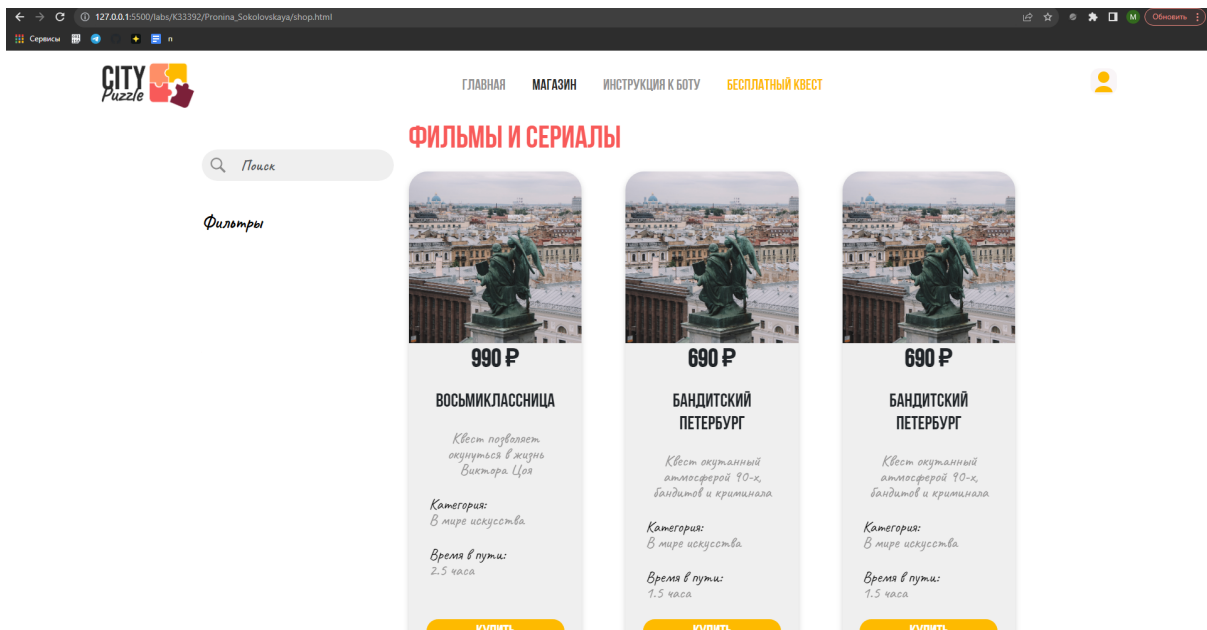 127.0.0.1:5500/labs/K33392/Pronina_Sokolovskaya/shop.html
M
Обновить
Сервисы
п
CITY
Puzzle
ГЛАВНАЯ
МАГАЗИН
ИНСТРУКЦИЯ К БОТУ
БЕСПЛАТНЫЙ КВЕСТ
Поиск
Фильтры
ФИЛЬМЫ И СЕРИАЛЫ
990 ₽
ВОСЬМИКЛАССНИЦА
Квест позволяет
окунуться в жизнь
Виктора Цоя
Категория:
В мире искусства
Время в пути:
2.5 часа
КУПИТЬ
690 ₽
БАНДИТСКИЙ
ПЕТЕРБУРГ
Квест окутанный
атмосферой 90-х,
бандитов и криминала
Категория:
В мире искусства
Время в пути:
1.5 часа
КУПИТЬ
690 ₽
БАНДИТСКИЙ
ПЕТЕРБУРГ
Квест окутанный
атмосферой 90-х,
бандитов и криминала
Категория:
В мире искусства
Время в пути:
1.5 часа
КУПИТЬ